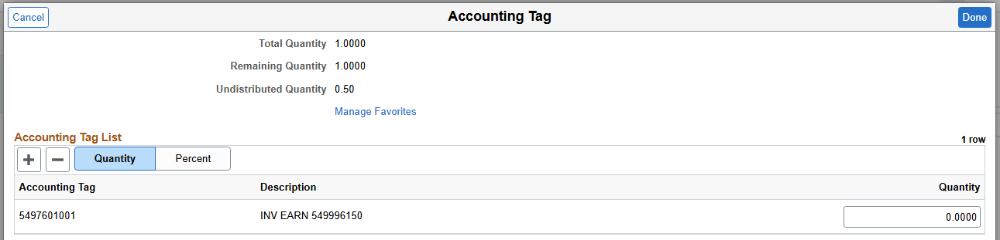 Cancel Accounting Tag Done
Total Quantity 1.0000
Remaining Quantity 1.0000
Undistributed Quantity 0.50
Manage Favorites
Accounting Tag List 1 row
Quantity Percent
Accounting Tag Description Quantity
5497601001 INV EARN 549996150 0.0000